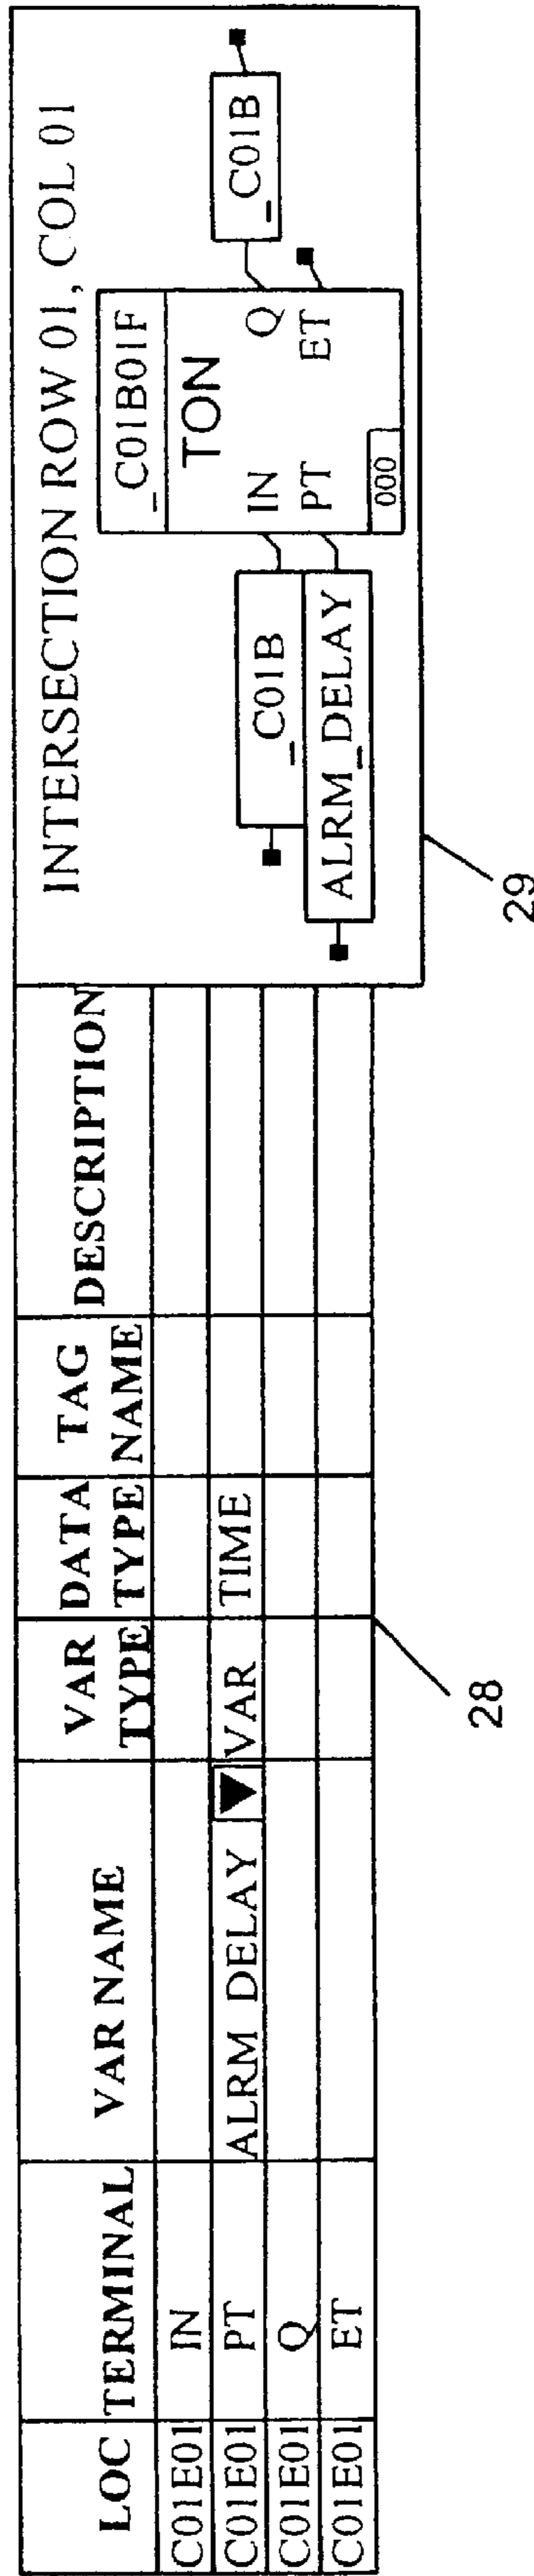 LOC TERMINAL VAR NAME VAR TYPE DATA TYPE TAG NAME DESCRIPTION
C01E01 IN
C01E01 PT ALRM DELAY ▼ VAR TIME
C01E01 Q
C01E01 ET
28
INTERSECTION ROW 01, COL 01
_C01B01F
TON
_C01B IN Q _C01B
ALRM_DELAY PT ET
000
29